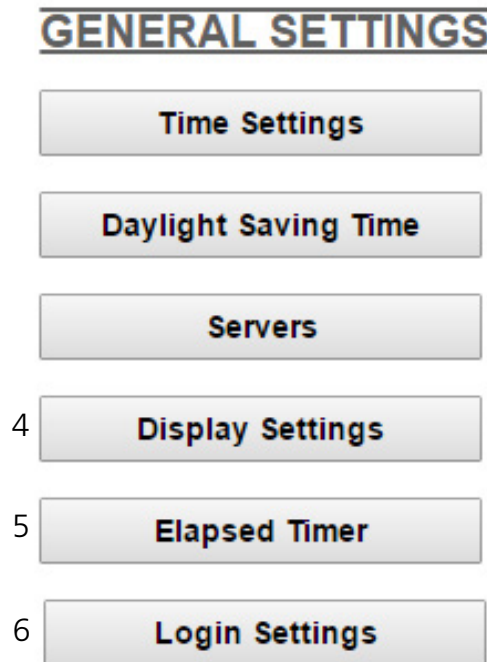 GENERAL SETTINGS
Time Settings
Daylight Saving Time
Servers
4 Display Settings
5 Elapsed Timer
6 Login Settings